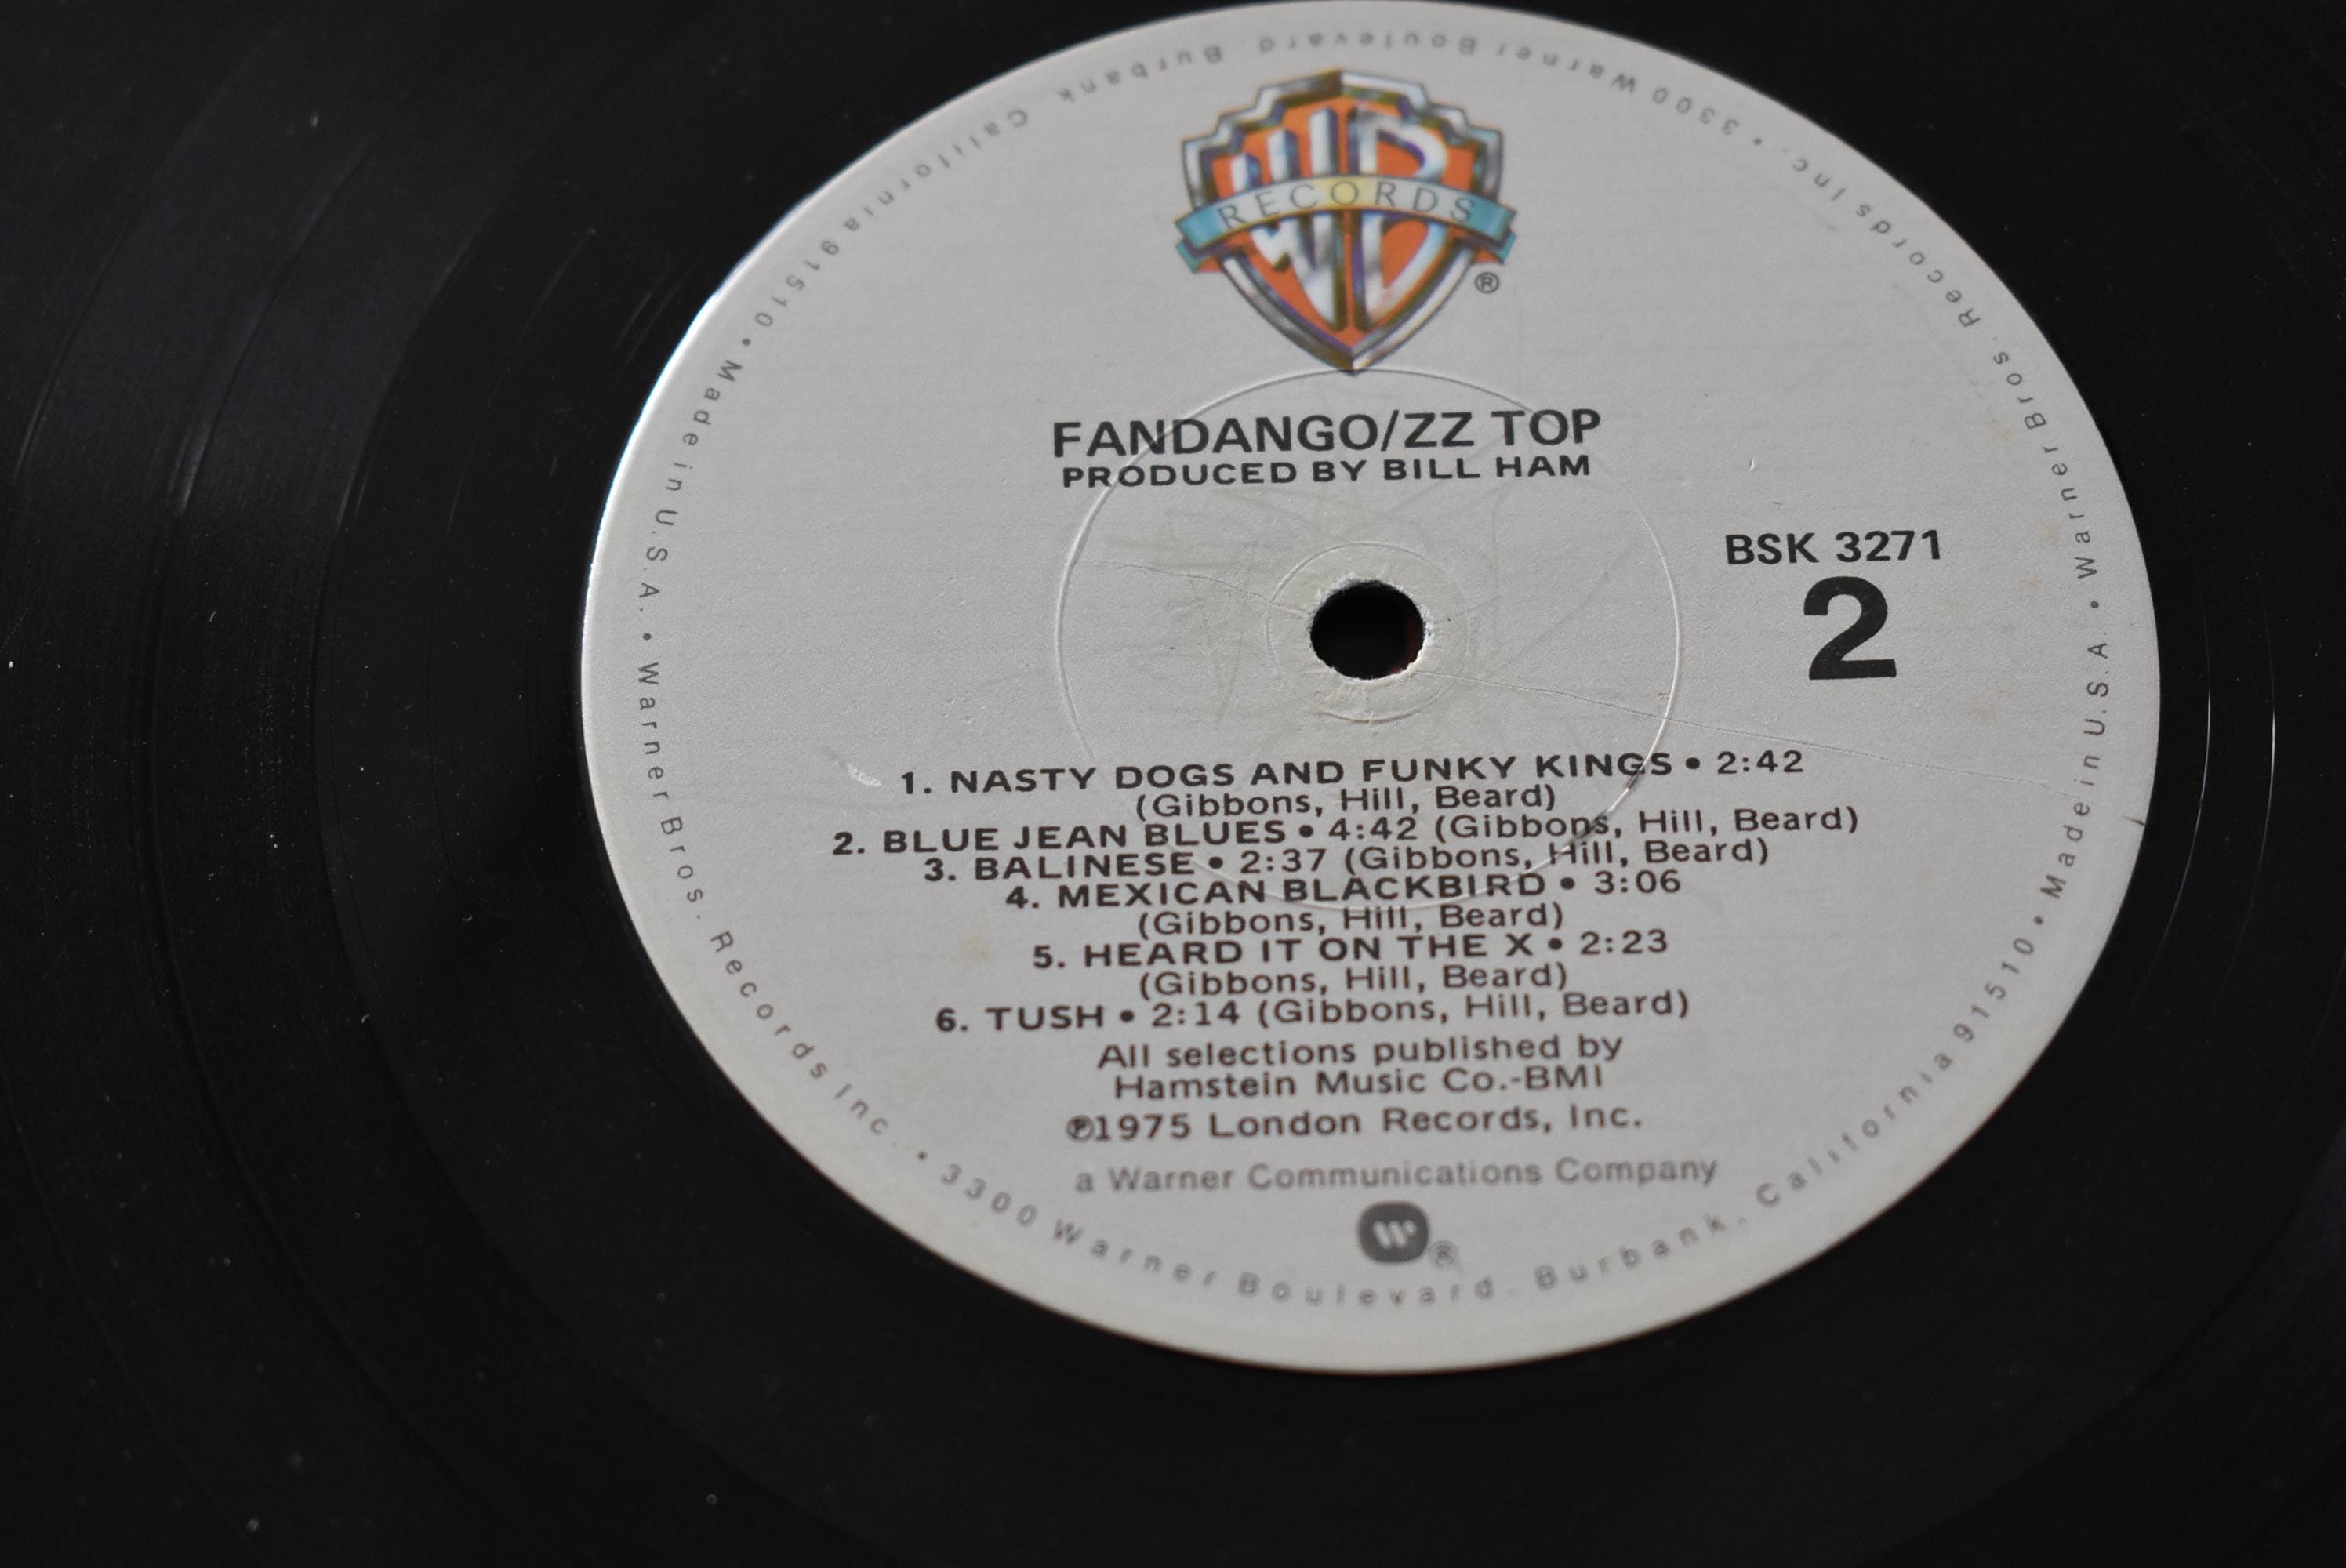 WB
RECORDS
®
FANDANGO/ZZ TOP
PRODUCED BY BILL HAM
BSK 3271
2
1. NASTY DOGS AND FUNKY KINGS • 2:42
(Gibbons, Hill, Beard)
2. BLUE JEAN BLUES • 4:42 (Gibbons, Hill, Beard)
3. BALINESE • 2:37 (Gibbons, Hill, Beard)
4. MEXICAN BLACKBIRD • 3:06
(Gibbons, Hill, Beard)
5. HEARD IT ON THE X • 2:23
(Gibbons, Hill, Beard)
6. TUSH • 2:14 (Gibbons, Hill, Beard)
All selections published by
Hamstein Music Co.-BMI
℗1975 London Records, Inc.
a Warner Communications Company
W ®
Warner Bros. Records Inc. • 3300 Warner Boulevard. Burbank. California 91510 • Made in U.S.A. • Warner Bros. Records Inc. • 3300 Warner Boulevard Burbank. California 91510 • Made in U.S.A. •